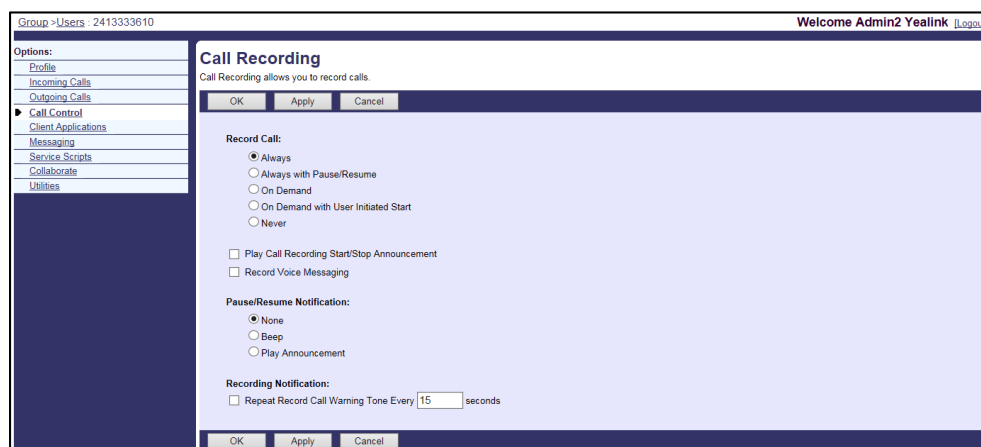 Group >Users : 2413333610
Welcome Admin2 Yealink [Logou
Options:
Profile
Incoming Calls
Outgoing Calls
Call Control
Client Applications
Messaging
Service Scripts
Collaborate
Utilities
Call Recording
Call Recording allows you to record calls.
OK Apply Cancel
Record Call:
Always
Always with Pause/Resume
On Demand
On Demand with User Initiated Start
Never
Play Call Recording Start/Stop Announcement
Record Voice Messaging
Pause/Resume Notification:
None
Beep
Play Announcement
Recording Notification:
Repeat Record Call Warning Tone Every 15 seconds
OK Apply Cancel